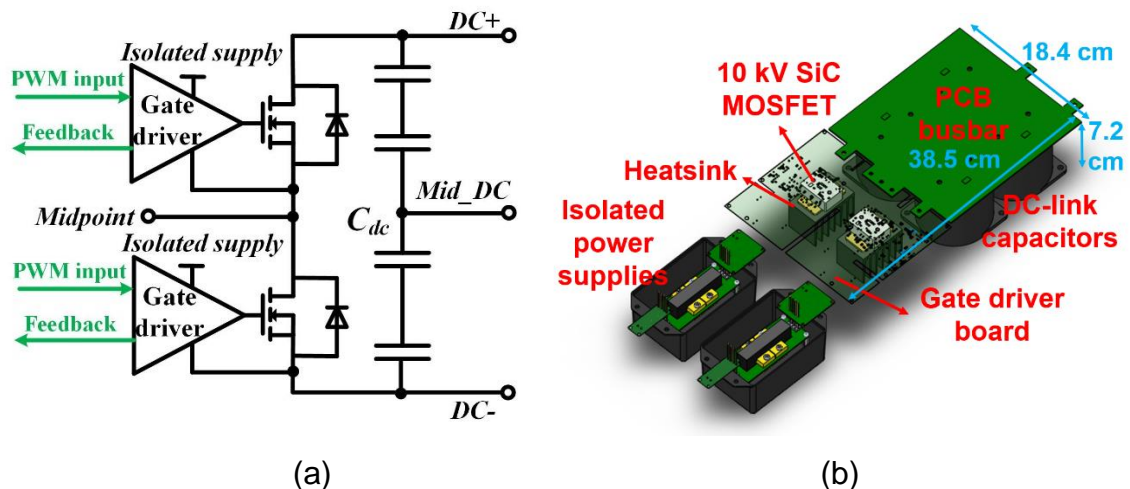 DC+
Isolated supply
PWM input
Gate
driver
Feedback
Midpoint
Mid_DC
Cdc
Isolated supply
PWM input
Gate
driver
Feedback
DC-
(a)
10 kV SiC
MOSFET
18.4 cm
PCB
busbar
7.2
cm
38.5 cm
Heatsink
Isolated
power
supplies
DC-link
capacitors
Gate driver
board
(b)